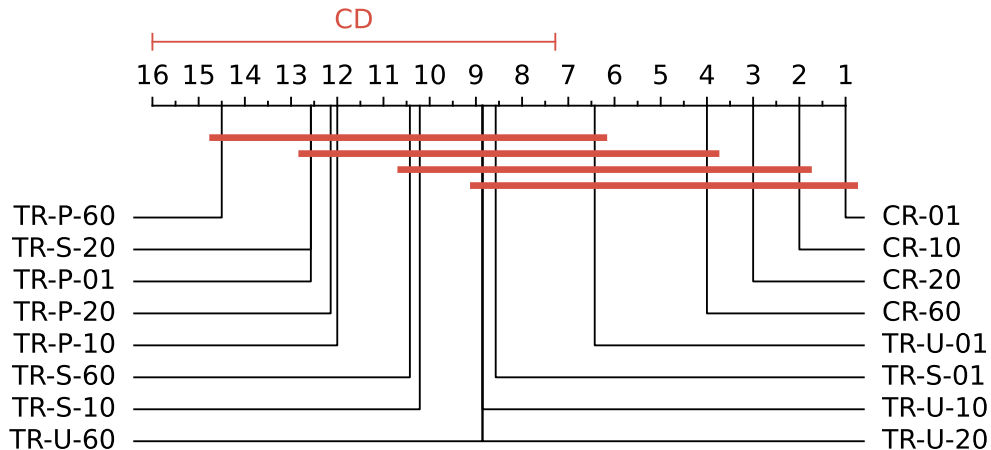 CD
16 15 14 13 12 11 10 9 8 7 6 5 4 3 2 1
TR-P-60 CR-01
TR-S-20 CR-10
TR-P-01 CR-20
TR-P-20 CR-60
TR-P-10 TR-U-01
TR-S-60 TR-S-01
TR-S-10 TR-U-10
TR-U-60 TR-U-20